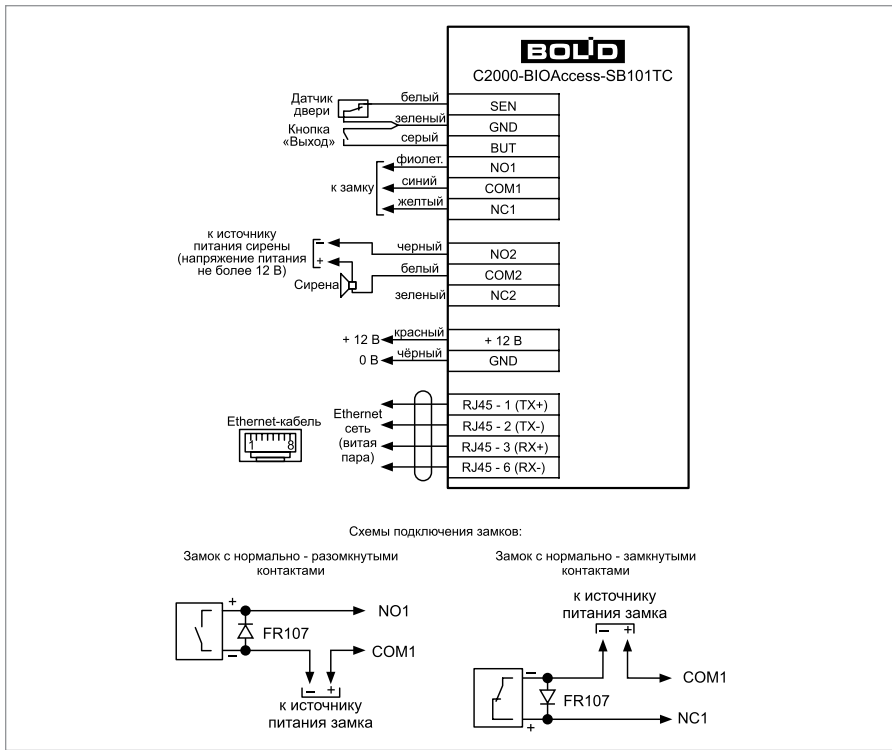 BOLID
C2000-BIOAccess-SB101TC
Датчик
двери
белый
SEN
зеленый
GND
Кнопка
«Выход»
серый
BUT
фиолет.
NO1
к замку
синий
COM1
желтый
NC1
к источнику
питания сирены
(напряжение питания
не более 12 В)
–
+
черный
NO2
белый
COM2
Сирена
зеленый
NC2
+ 12 В
красный
+ 12 В
0 В
чёрный
GND
Ethernet-кабель
1 8
Ethernet
сеть
(витая
пара)
RJ45 - 1 (TX+)
RJ45 - 2 (TX-)
RJ45 - 3 (RX+)
RJ45 - 6 (RX-)
Схемы подключения замков:
Замок с нормально - разомкнутыми
контактами
+
NO1
FR107
–
COM1
– +
к источнику
питания замка
Замок с нормально - замкнутыми
контактами
к источнику
питания замка
– +
–
COM1
FR107
+
NC1